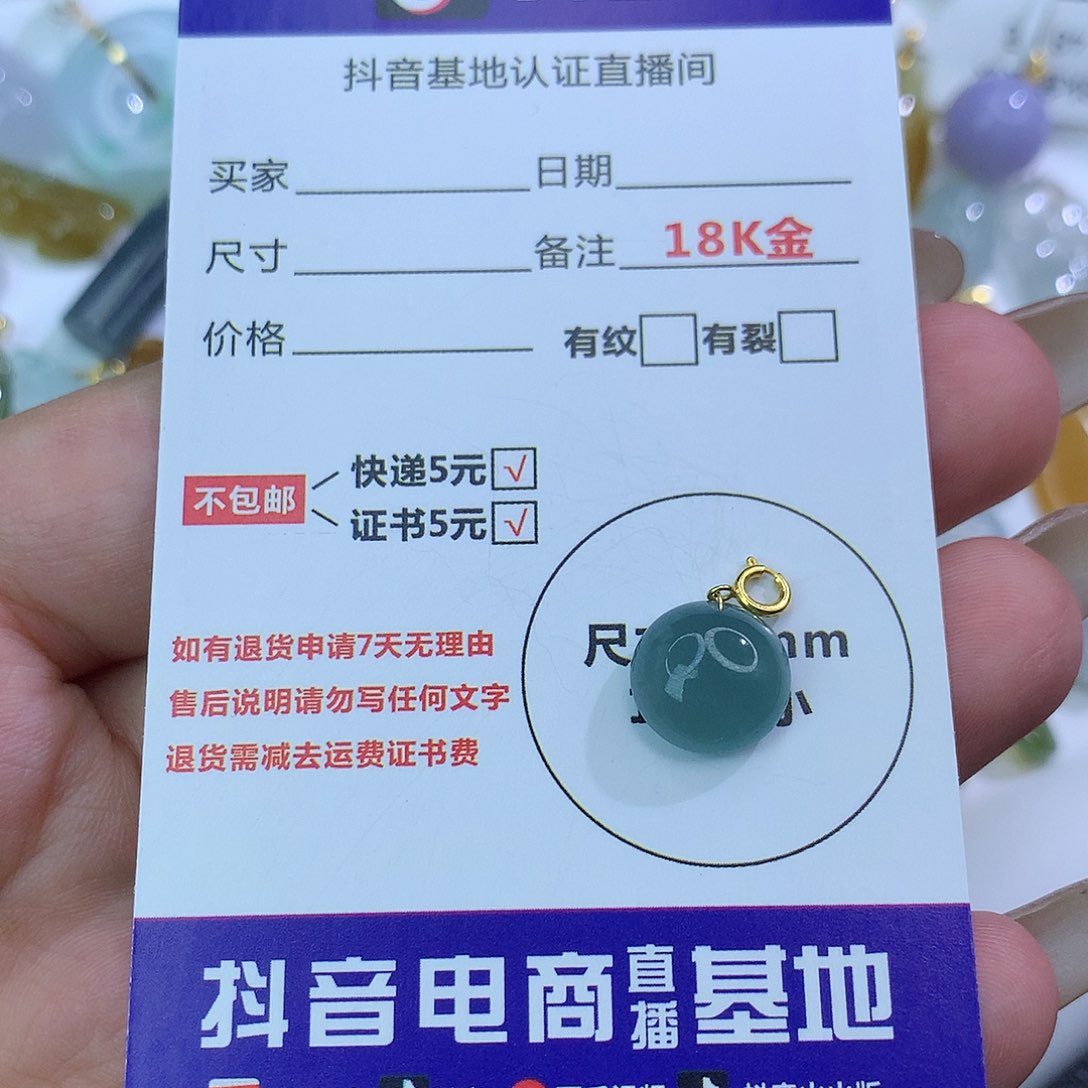 抖音基地认证直播间
买家 日期
尺寸 备注 18K金
价格 有纹 有裂
不包邮
快递5元 √
证书5元 √
如有退货申请7天无理由
售后说明请勿写任何文字
退货需减去运费证书费
尺 mm
小
抖音电商直播基地